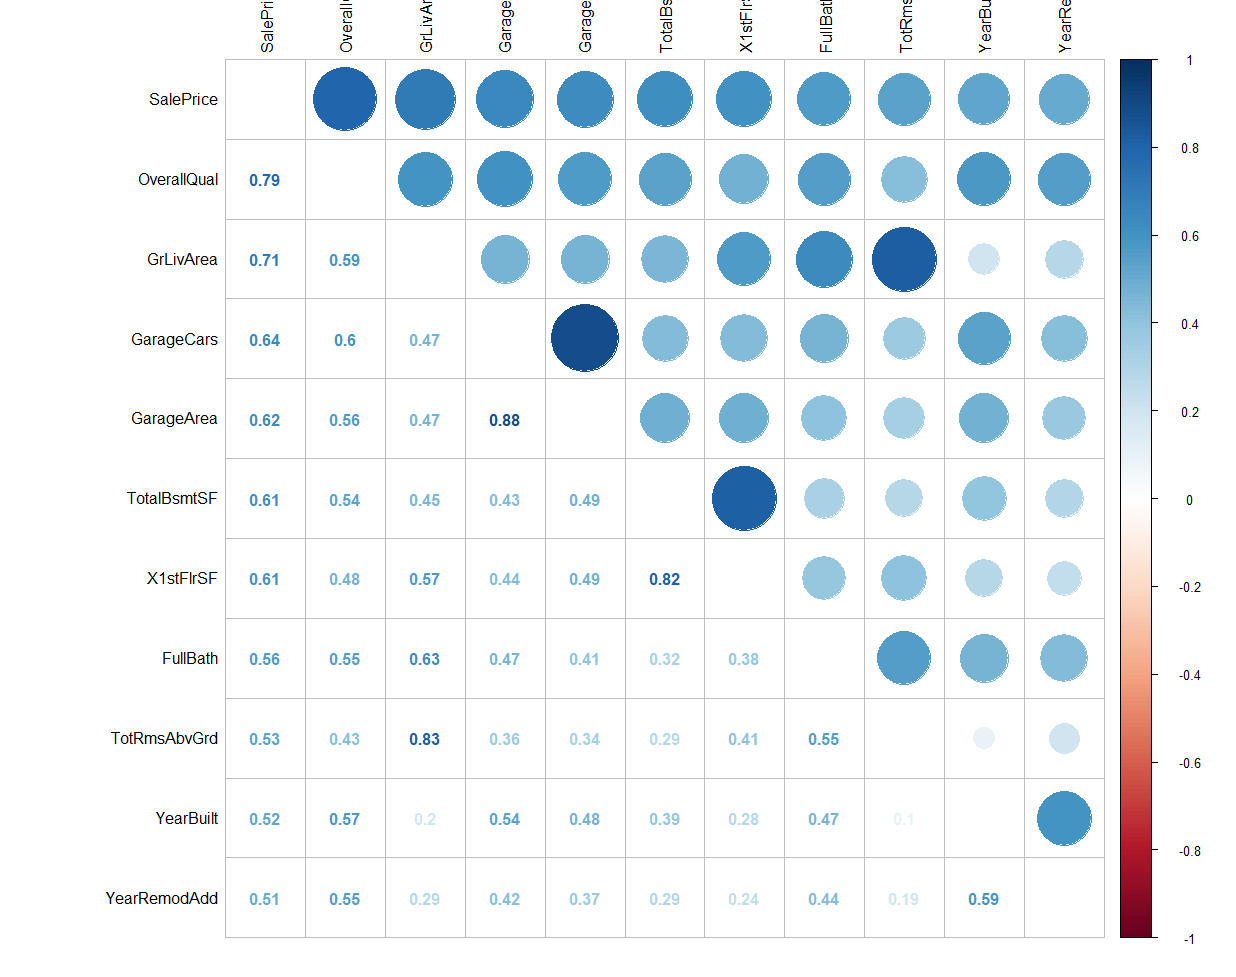 SalePri
Overall
GrLivAr
Garage
Garage
TotalBs
X1stFlrS
FullBath
TotRms
YearBu
YearRe
SalePrice
OverallQual 0.79
GrLivArea 0.71 0.59
GarageCars 0.64 0.6 0.47
GarageArea 0.62 0.56 0.47 0.88
TotalBsmtSF 0.61 0.54 0.45 0.43 0.49
X1stFlrSF 0.61 0.48 0.57 0.44 0.49 0.82
FullBath 0.56 0.55 0.63 0.47 0.41 0.32 0.38
TotRmsAbvGrd 0.53 0.43 0.83 0.36 0.34 0.29 0.41 0.55
YearBuilt 0.52 0.57 0.2 0.54 0.48 0.39 0.28 0.47 0.1
YearRemodAdd 0.51 0.55 0.29 0.42 0.37 0.29 0.24 0.44 0.19 0.59
1
0.8
0.6
0.4
0.2
0
-0.2
-0.4
-0.6
-0.8
-1